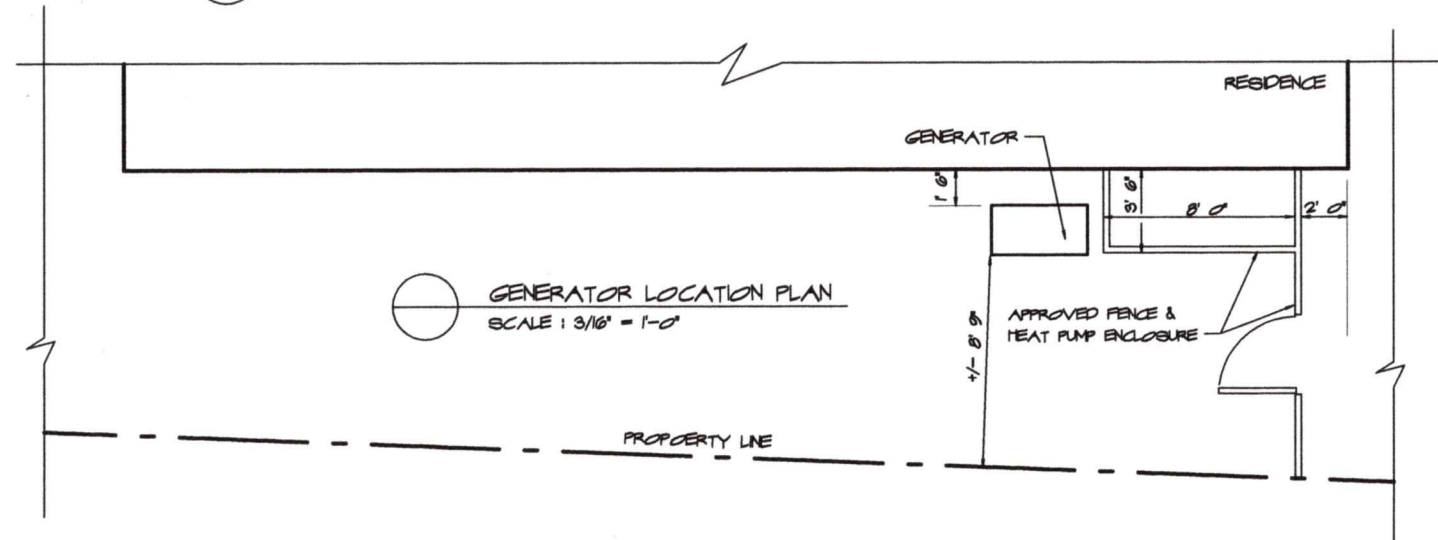 RESIDENCE
GENERATOR
1' 6"
3' 6"
8' 0"
2' 0"
GENERATOR LOCATION PLAN
SCALE : 3/16" = 1'-0"
APPROVED FENCE &
HEAT PUMP ENCLOSURE
+/- 8' 9"
PROPOERTY LINE